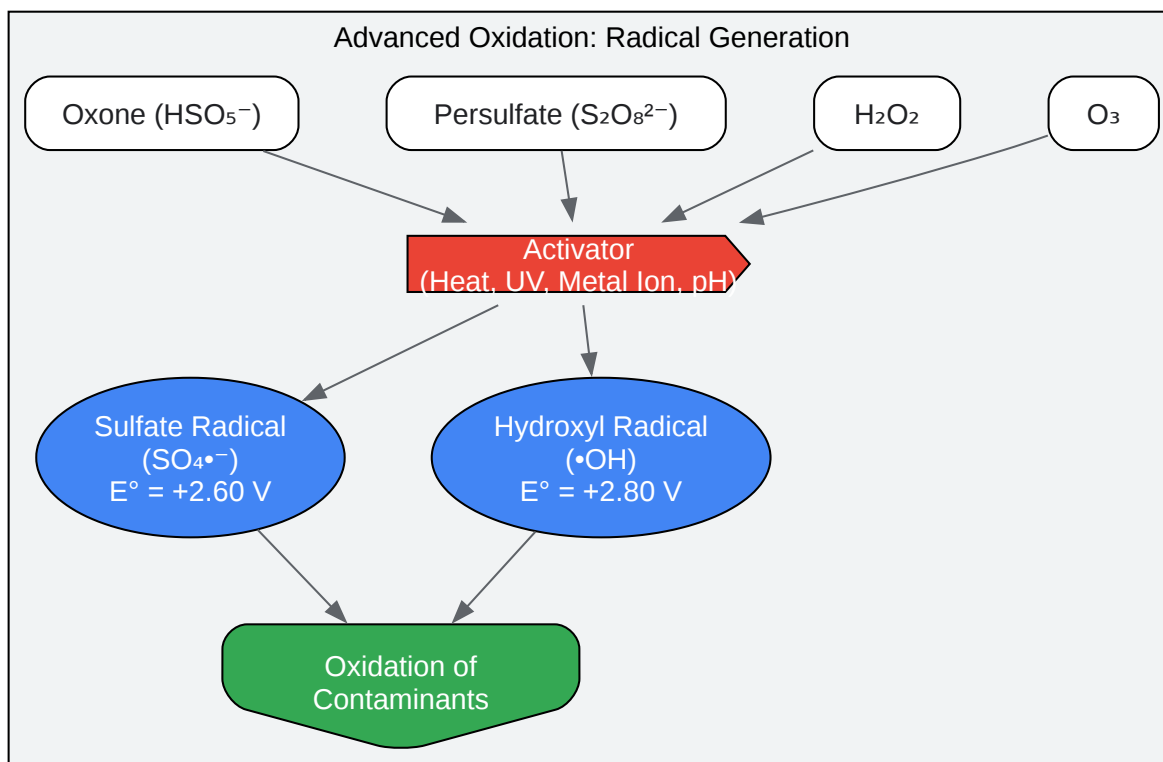 Advanced Oxidation: Radical Generation
Oxone (HSO₅⁻)
Persulfate (S₂O₈²⁻)
H₂O₂
O₃
Activator
(Heat, UV, Metal Ion, pH)
Sulfate Radical
(SO₄•⁻)
E° = +2.60 V
Hydroxyl Radical
(•OH)
E° = +2.80 V
Oxidation of
Contaminants